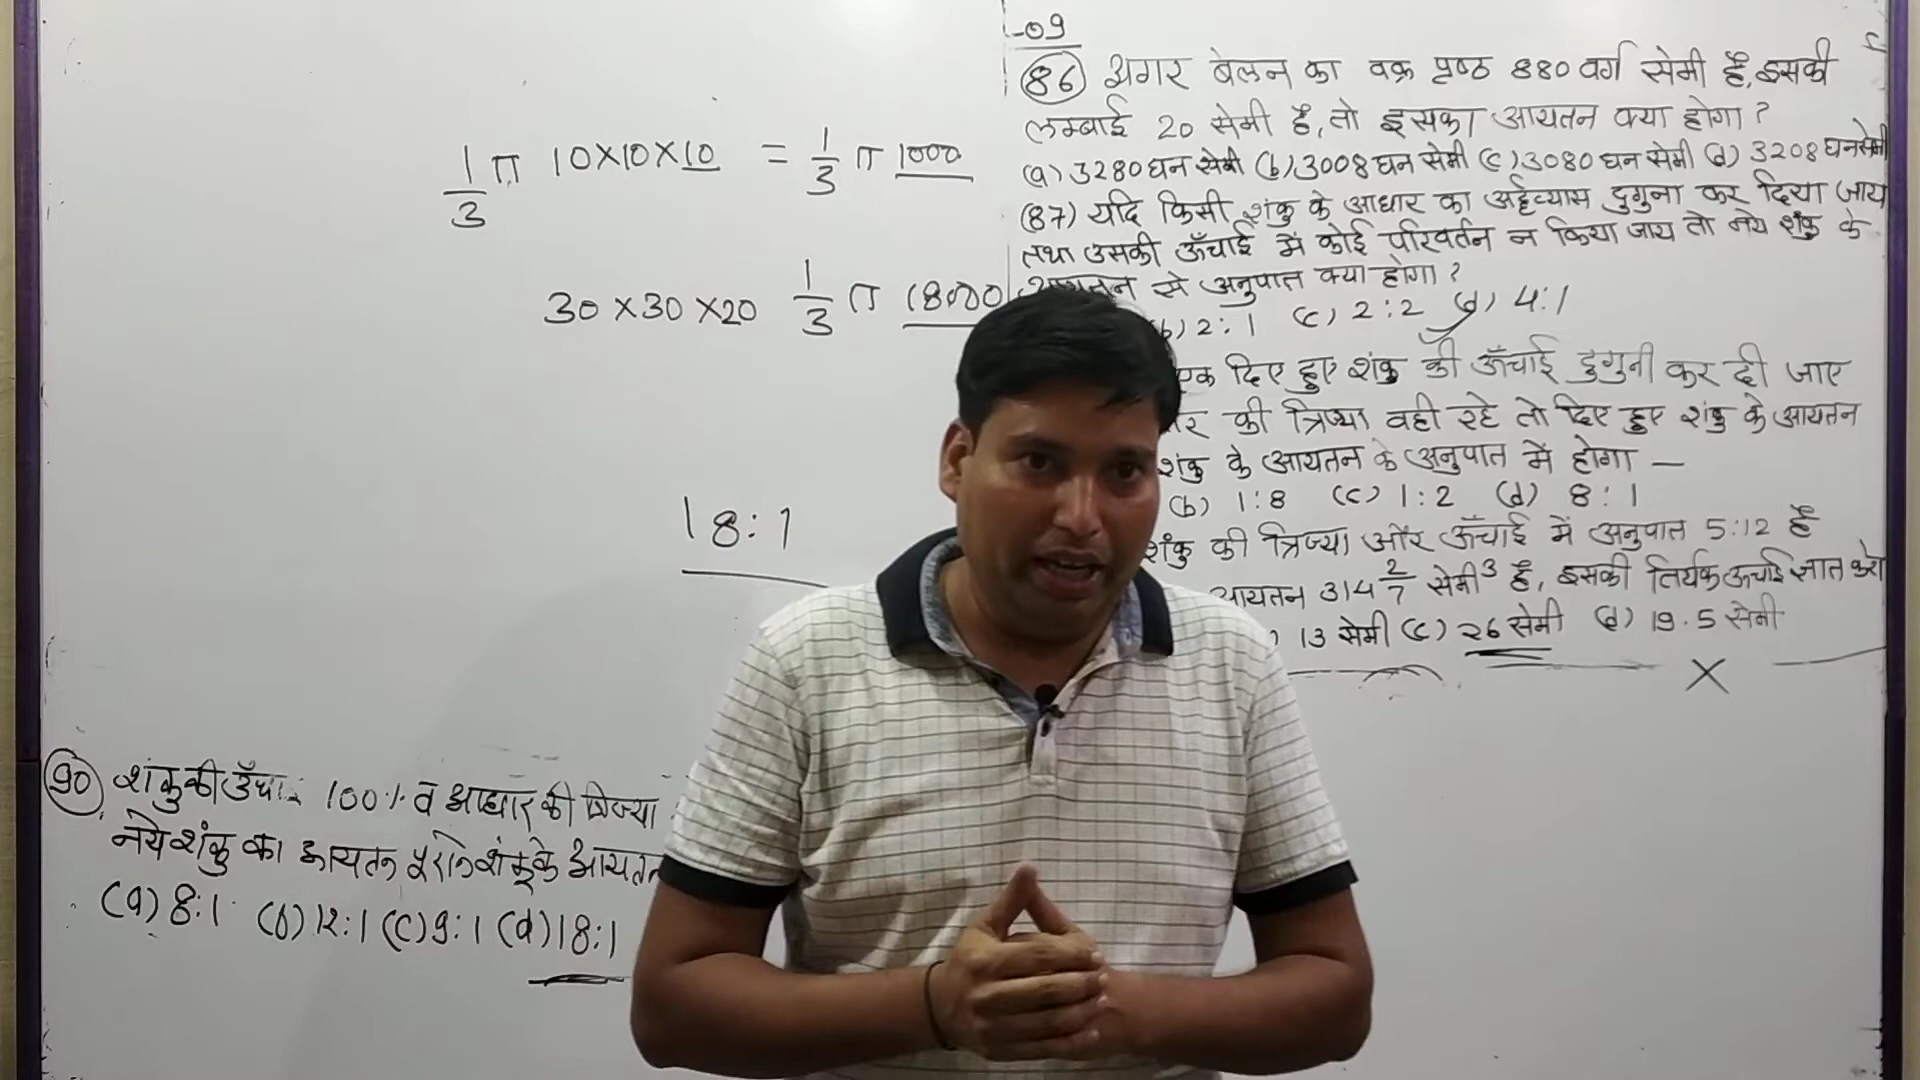 -09
(86) अगर बेलन का वक्र पृष्ठ 880 वर्ग सेमी है, इसकी
लम्बाई 20 सेमी है, तो इसका आयतन क्या होगा ?
(a) 3280 घन सेमी (b) 3008 घन सेमी (c) 3080 घन सेमी (d) 3208 घन सेमी
(87) यदि किसी शंकु के आधार का अर्द्धव्यास दुगुना कर दिया जाय
तथा उसकी ऊँचाई में कोई परिवर्तन न किया जाय तो नये शंकु के
आयतन से अनुपात क्या होगा ?
(b) 2:1 (c) 2:2 (d) 4:1
एक दिए हुए शंकु की ऊँचाई दुगुनी कर दी जाए
की त्रिज्या वही रहे तो दिए हुए शंकु के आयतन
शंकु के आयतन के अनुपात में होगा —
(b) 1:8 (c) 1:2 (d) 8:1
शंकु की त्रिज्या और ऊँचाई में अनुपात 5:12 है
आयतन 314 2/7 सेमी³ है, इसकी तिर्यक ऊचाई ज्ञात करो
) 13 सेमी (c) 26 सेमी (d) 19.5 सेमी
X
1/3 π 10×10×10 = 1/3 π 1000
30×30×20 1/3 π 18000
18:1
(90) शंकु की 100% व आधार की त्रिज्या
नये शंकु का आयतन पुराने शंकु के आयतन
(a) 8:1 (b) 12:1 (c) 9:1 (d) 18:1